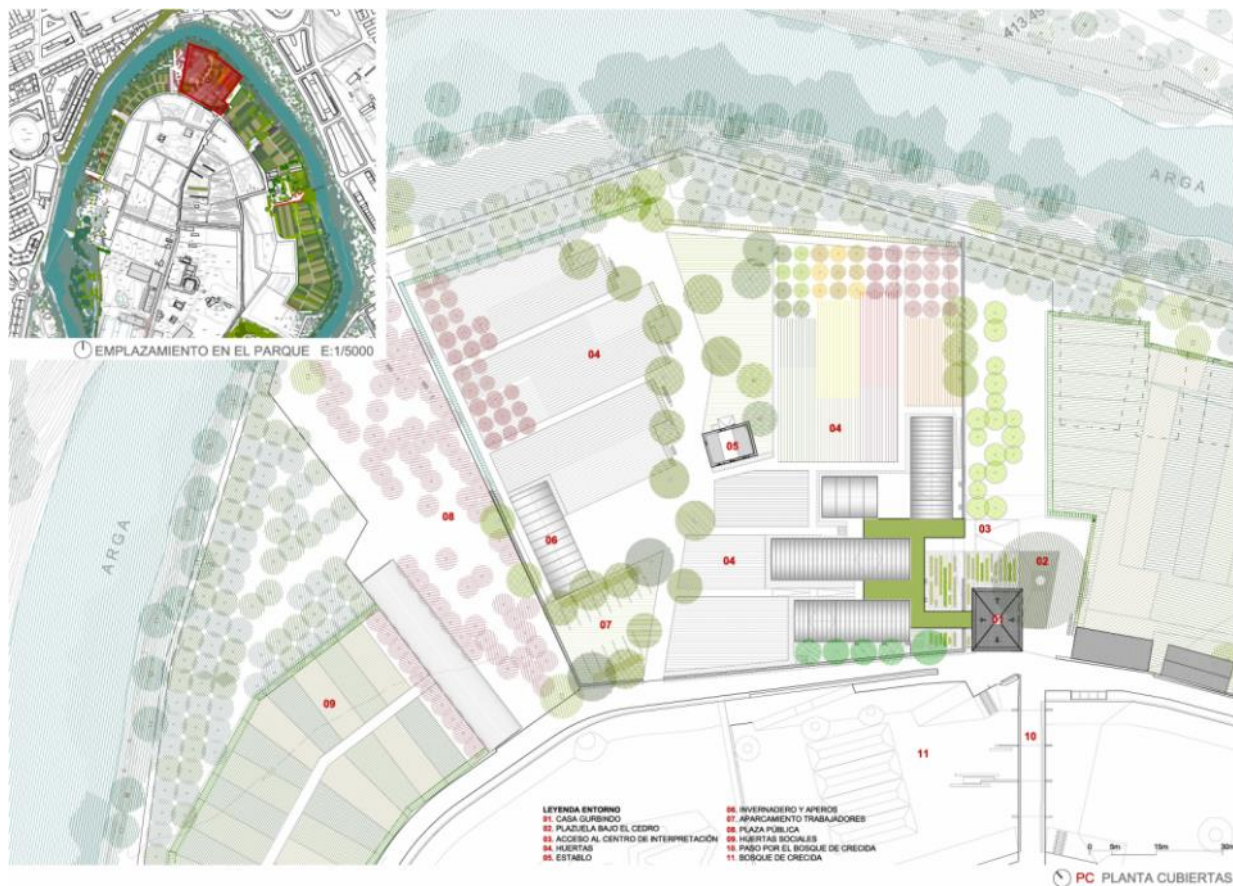 413.49
ARGA
EMPLAZAMIENTO EN EL PARQUE E:1/5000
04
05
04
08
03
06
04
02
07
01
ARGA
09
11
10
LEYENDA ENTORNO
01. CASA GURBINDO
02. PLAZUELA BAJO EL CEDRO
03. ACCESO AL CENTRO DE INTERPRETACIÓN
04. HUERTAS
05. ESTABLO
06. INVERNADERO Y APEROS
07. APARCAMIENTO TRABAJADORES
08. PLAZA PÚBLICA
09. HUERTAS SOCIALES
10. PASO POR EL BOSQUE DE CRECIDA
11. BOSQUE DE CRECIDA
0 5m 15m 30m
PC PLANTA CUBIERTAS